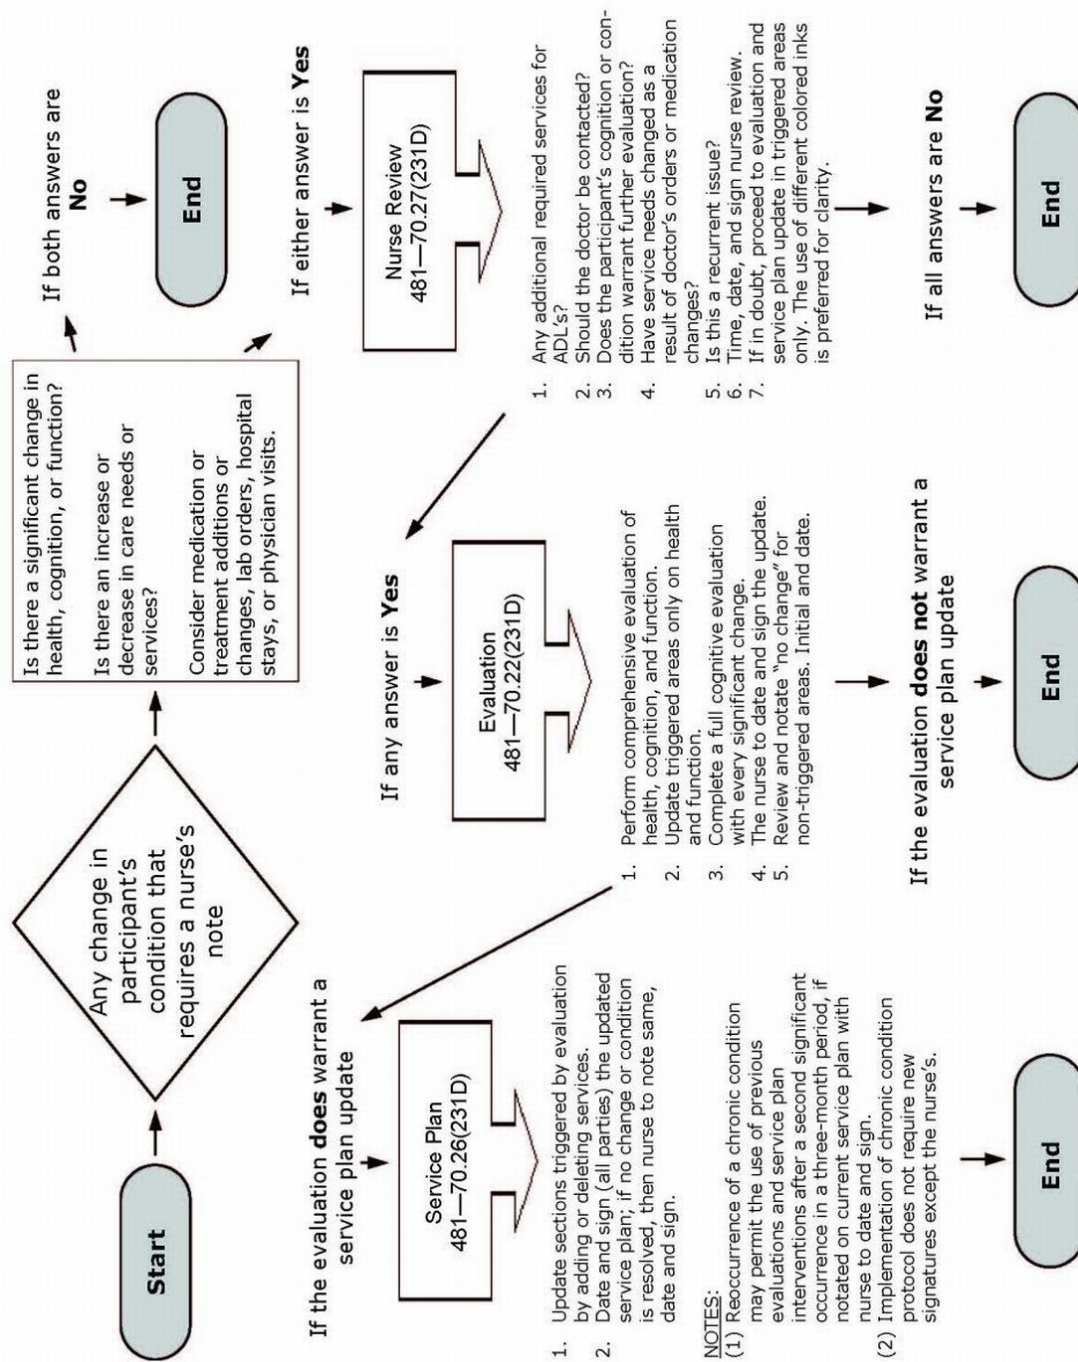 Start
Any change in
participant's
condition that
requires a nurse's
note
Is there a significant change in
health, cognition, or function?
Is there an increase or
decrease in care needs or
services?
Consider medication or
treatment additions or
changes, lab orders, hospital
stays, or physician visits.
If both answers are
No
End
If either answer is Yes
Nurse Review
481—70.27(231D)
1. Any additional required services for
ADL's?
2. Should the doctor be contacted?
3. Does the participant's cognition or con-
dition warrant further evaluation?
4. Have service needs changed as a
result of doctor's orders or medication
changes?
5. Is this a recurrent issue?
6. Time, date, and sign nurse review.
7. If in doubt, proceed to evaluation and
service plan update in triggered areas
only. The use of different colored inks
is preferred for clarity.
If all answers are No
End
If any answer is Yes
Evaluation
481—70.22(231D)
1. Perform comprehensive evaluation of
health, cognition, and function.
2. Update triggered areas only on health
and function.
3. Complete a full cognitive evaluation
with every significant change.
4. The nurse to date and sign the update.
5. Review and notate "no change" for
non-triggered areas. Initial and date.
If the evaluation does not warrant a
service plan update
End
If the evaluation does warrant a
service plan update
Service Plan
481—70.26(231D)
1. Update sections triggered by evaluation
by adding or deleting services.
2. Date and sign (all parties) the updated
service plan; if no change or condition
is resolved, then nurse to note same,
date and sign.
NOTES:
(1) Reoccurrence of a chronic condition
may permit the use of previous
evaluations and service plan
interventions after a second significant
occurrence in a three-month period, if
notated on current service plan with
nurse to date and sign.
(2) Implementation of chronic condition
protocol does not require new
signatures except the nurse's.
End